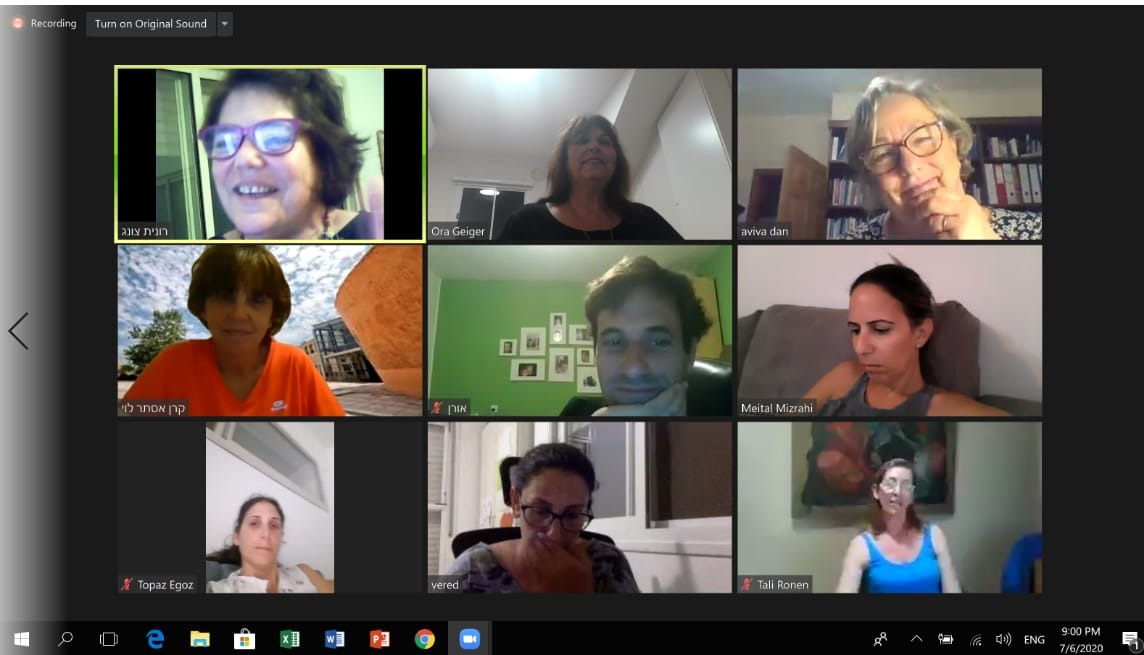 Recording
Turn on Original Sound
רונית צונג
Ora Geiger
aviva dan
קרן אסתר לוי
אורן
Meital Mizrahi
Topaz Egoz
vered
Tali Ronen
ENG
9:00 PM
7/6/2020
1